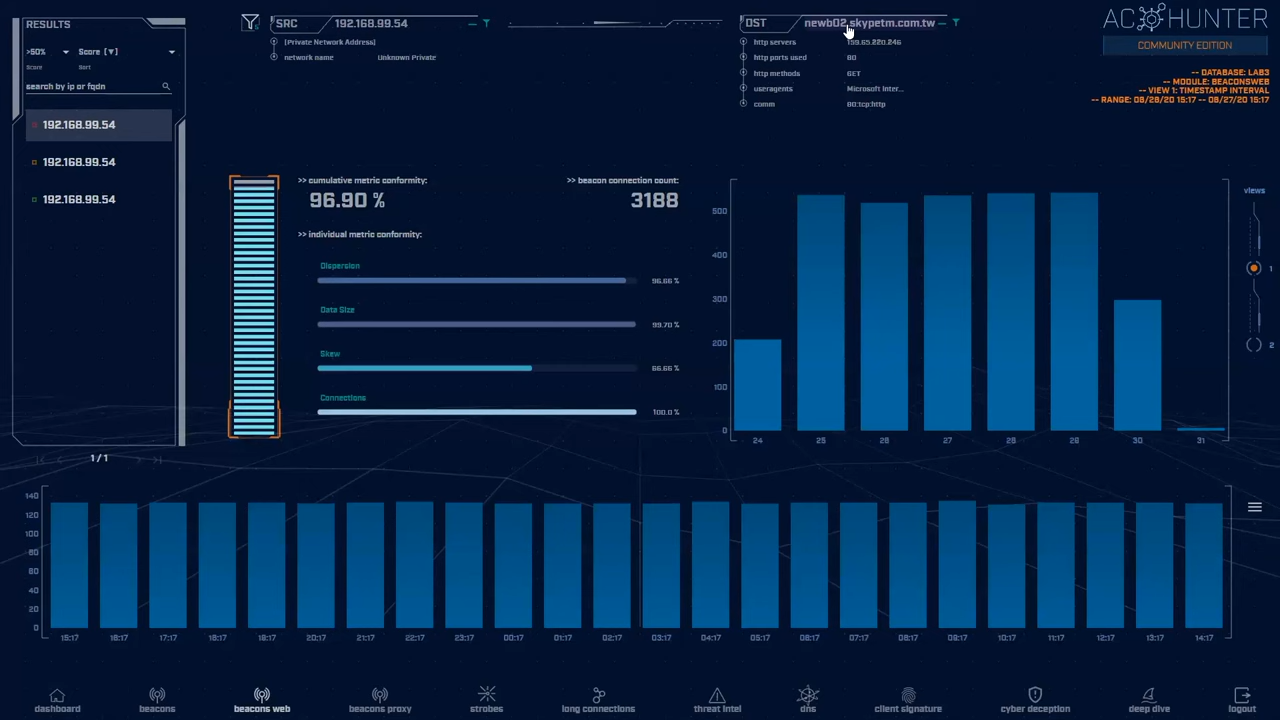 RESULTS
>50%
Score [▼]
Score
Sort
search by ip or fqdn
192.168.99.54
192.168.99.54
192.168.99.54
1 / 1
SRC
192.168.99.54
[Private Network Address]
network name
Unknown Private
DST
newb02.skypetm.com.tw
http servers
159.65.220.246
http ports used
80
http methods
GET
useragents
Microsoft Inter...
comm
80:tcp:http
AC HUNTER
COMMUNITY EDITION
-- DATABASE: LAB3
-- MODULE: BEACONSWEB
-- VIEW 1: TIMESTAMP INTERVAL
-- RANGE: 08/26/20 15:17 -- 08/27/20 15:17
>> cumulative metric conformity:
96.90 %
>> beacon connection count:
3188
>> individual metric conformity:
Dispersion
96.66 %
Data Size
99.70 %
Skew
66.66 %
Connections
100.0 %
500
400
300
200
100
0
24 25 26 27 28 29 30 31
views
1
2
140
120
100
80
60
40
20
0
15:17 16:17 17:17 18:17 19:17 20:17 21:17 22:17 23:17 00:17 01:17 02:17 03:17 04:17 05:17 06:17 07:17 08:17 09:17 10:17 11:17 12:17 13:17 14:17
dashboard
beacons
beacons web
beacons proxy
strobes
long connections
threat intel
dns
client signature
cyber deception
deep dive
logout